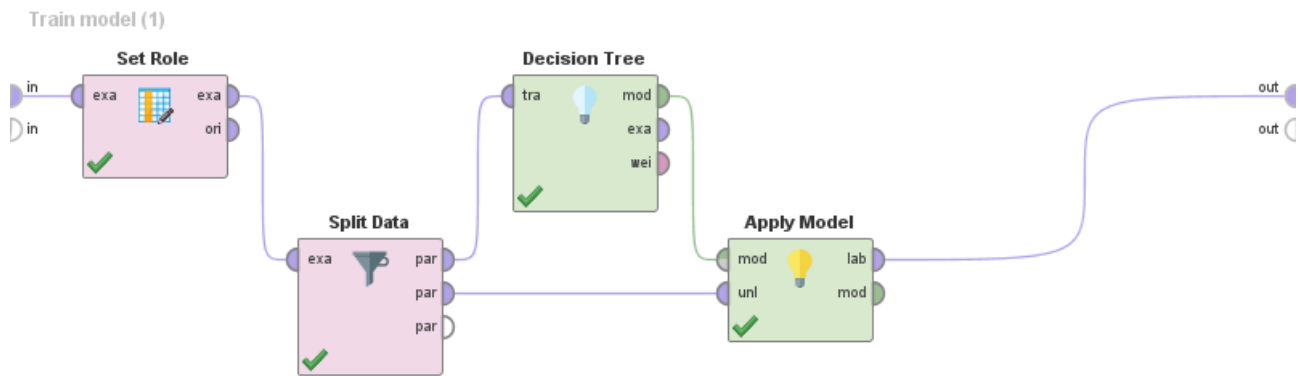 Train model (1)
Set Role
Decision Tree
in
exa
exa
tra
mod
out
in
ori
exa
out
wei
Split Data
Apply Model
exa
par
mod
lab
par
unl
mod
par